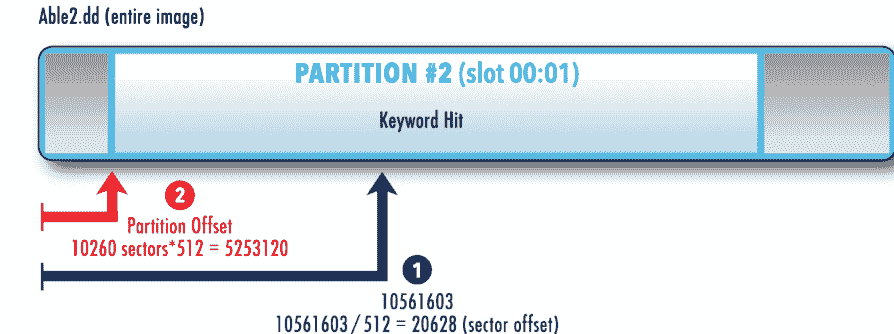 Able2.dd (entire image)
PARTITION #2 (slot 00:01)
Keyword Hit
2
Partition Offset
10260 sectors*512 = 5253120
1
10561603
10561603 / 512 = 20628 (sector offset)